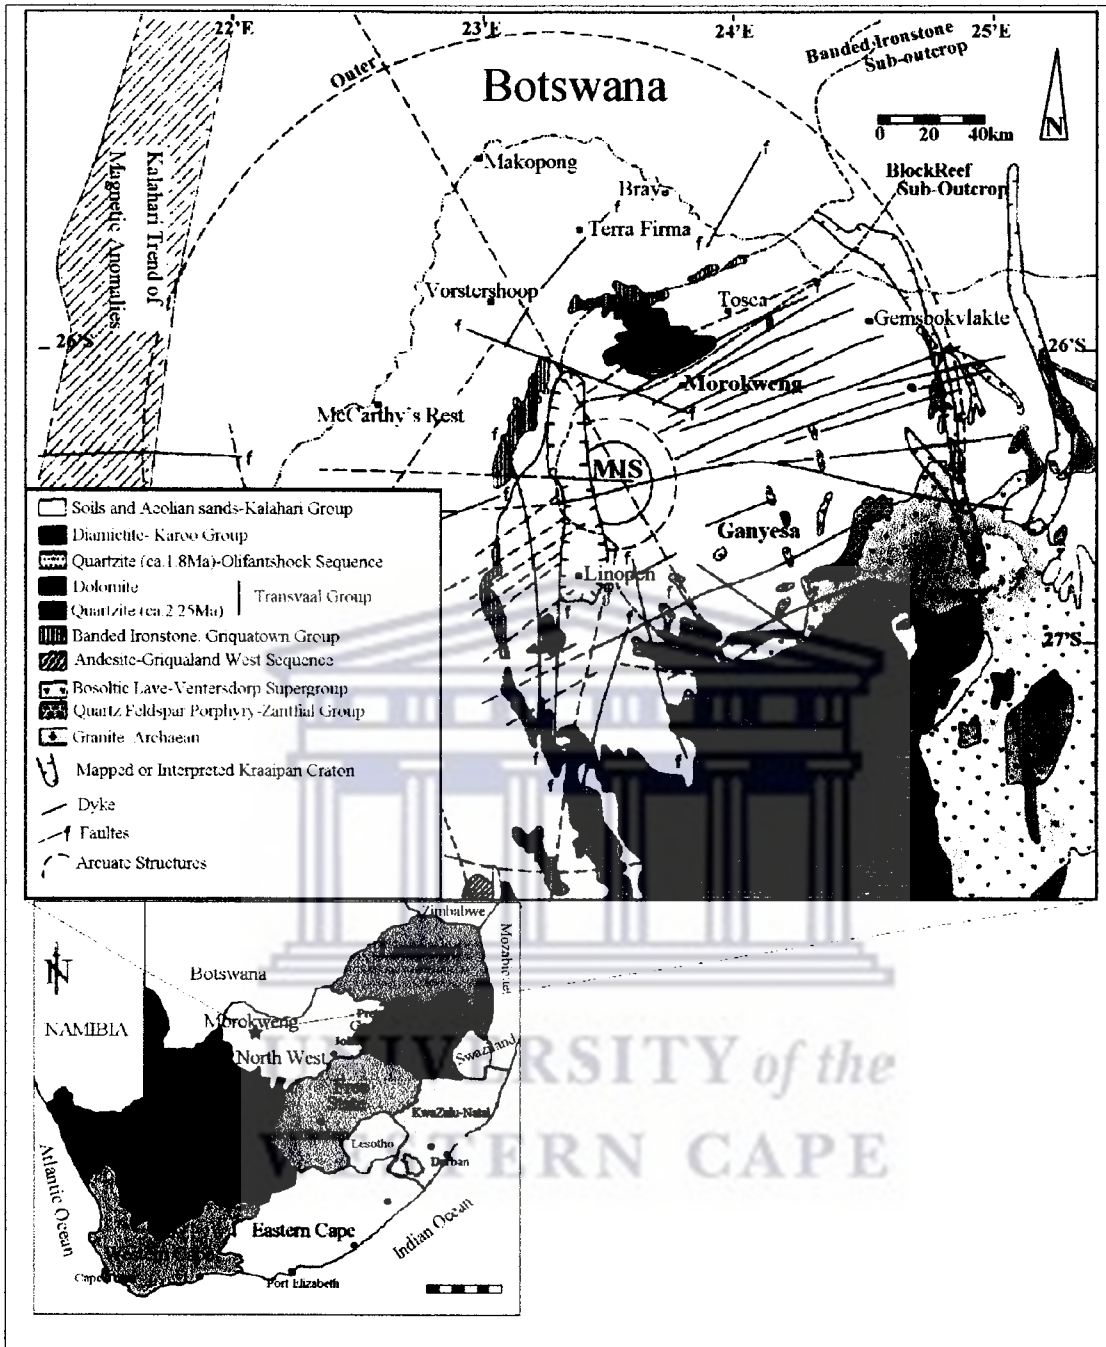 22°E
23°E
24°E
25°E
Outer
Banded Ironstone
Sub-outcrop
Botswana
0 20 40km
N
Kalahari Trend of
Magnetic Anomalies
Makopong
BlockReef
Sub-Outcrop
Bray
f
f
f
Terra Firma
Vorstershoop
Tosca
Gemsbokvlakte
26°S
26°S
f
Morokweng
McCarthy's Rest
f
f
MIS
Ganyesa
Linopen
27°S
f
f
f
Soils and Aeolian sands-Kalahari Group
Diamictite- Karoo Group
Quartzite (ca.1.8Ma)-Olifantshock Sequence
Dolomite
Quartzite (ca.2.25Ma)
Transvaal Group
Banded Ironstone. Griquatown Group
Andesite-Griqualand West Sequence
Bosoltic Lave-Ventersdorp Supergroup
Quartz Feldspar Porphyry-Zanthial Group
Granite Archaean
Mapped or Interpreted Kraaipan Craton
Dyke
f Faultes
Arcuate Structures
Zimbabwe
N
Botswana
NAMIBIA
Morokweng
North West
Swaziland
KwaZulu-Natal
Lesotho
Durban
Atlantic Ocean
Eastern Cape
Indian Ocean
Port Elizabeth
UNIVERSITY of the
WESTERN CAPE